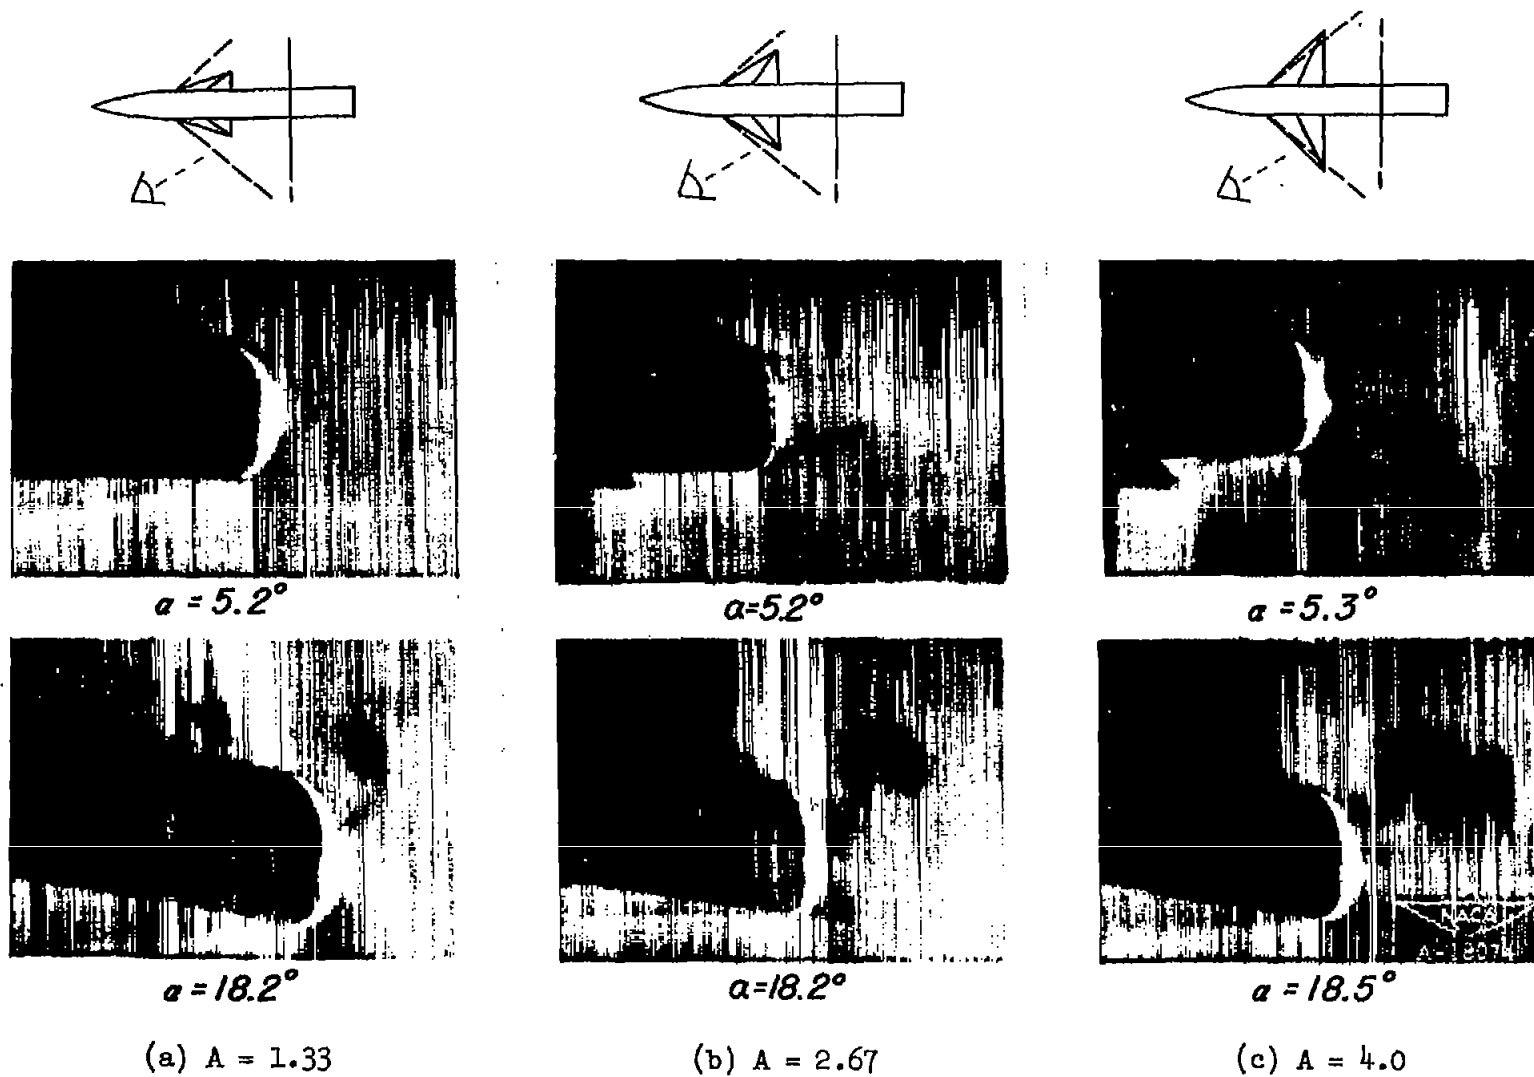 α = 5.2°
α=5.2°
α = 5.3°
NACA
α = 18.2°
α=18.2°
α = 18.5°
(a) A = 1.33
(b) A = 2.67
(c) A = 4.0